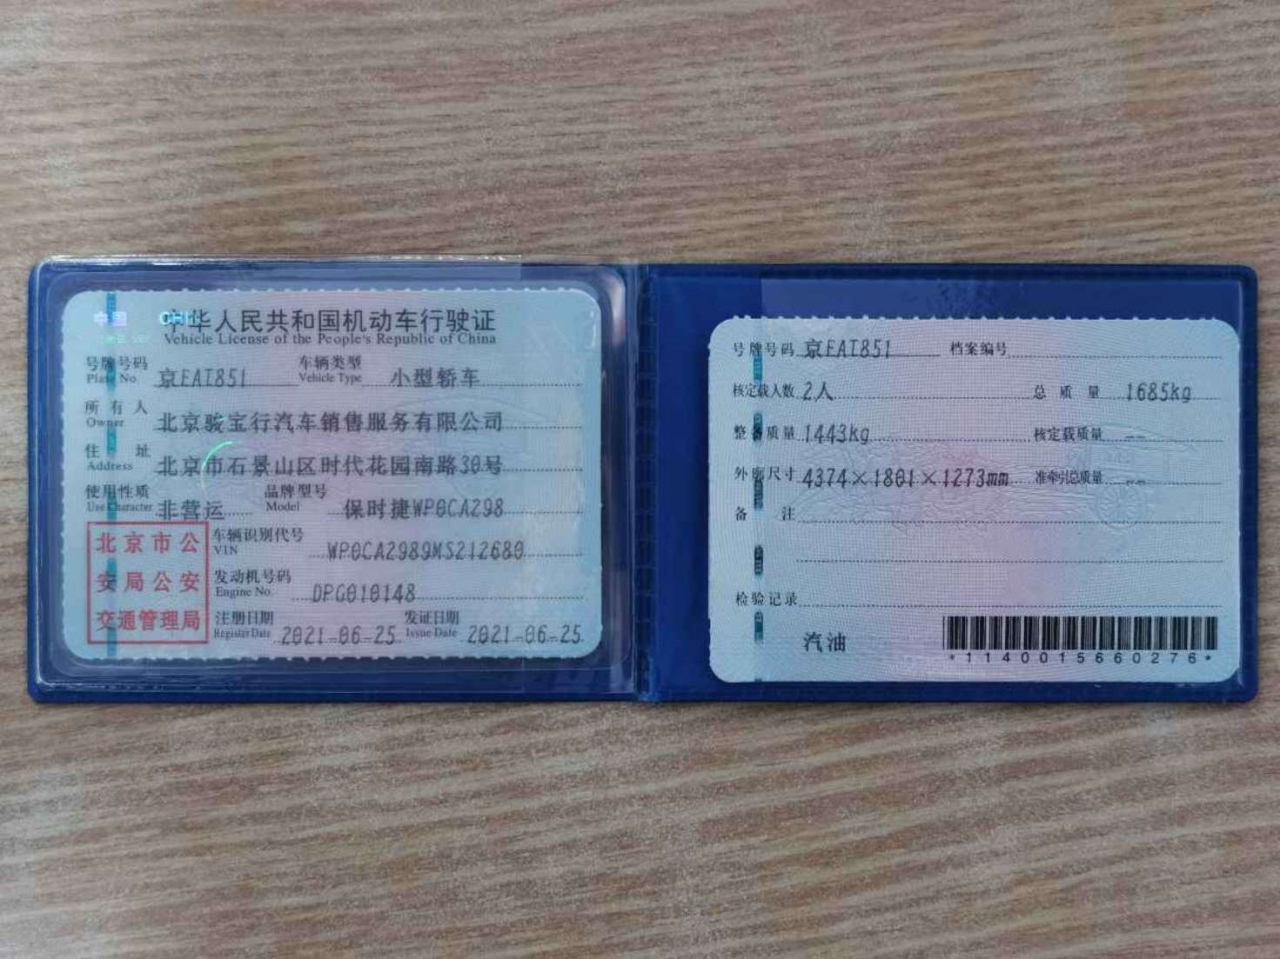 中国 CHI
中华人民共和国机动车行驶证
Vehicle License of the People's Republic of China
号牌号码 京EAT851 车辆类型 小型轿车
Plate No. Vehicle Type
所有人 北京骏宝行汽车销售服务有限公司
Owner
住址 北京市石景山区时代花园南路30号
Address
使用性质 非营运 品牌型号 保时捷WP0CA298
Use Character Model
北京市公
安局公安
交通管理局
车辆识别代号 WP0CA2989MS212680
VIN
发动机号码 DPG010148
Engine No.
注册日期 2021-06-25 发证日期 2021-06-25
Register Date Issue Date
号牌号码 京EAT851 档案编号
核定载人数 2人 总质量 1685kg
整备质量 1443kg 核定载质量 --
外廓尺寸 4374×1801×1273mm 准牵引总质量 --
备注
检验记录
汽油
*1140015660276*